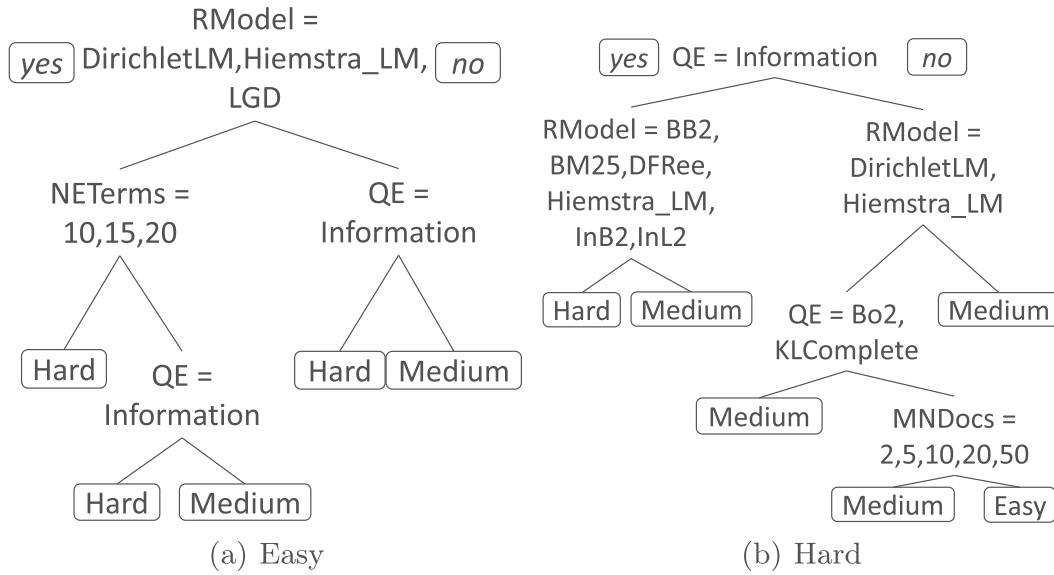 RModel =
yes DirichletLM,Hiemstra_LM, no
LGD
NETerms =
10,15,20
QE =
Information
Hard
QE =
Information
Hard Medium
Hard Medium
(a) Easy
yes QE = Information no
RModel = BB2,
BM25,DFRee,
Hiemstra_LM,
InB2,InL2
RModel =
DirichletLM,
Hiemstra_LM
Hard Medium
QE = Bo2,
KLComplete
Medium
Medium
MNDocs =
2,5,10,20,50
Medium Easy
(b) Hard